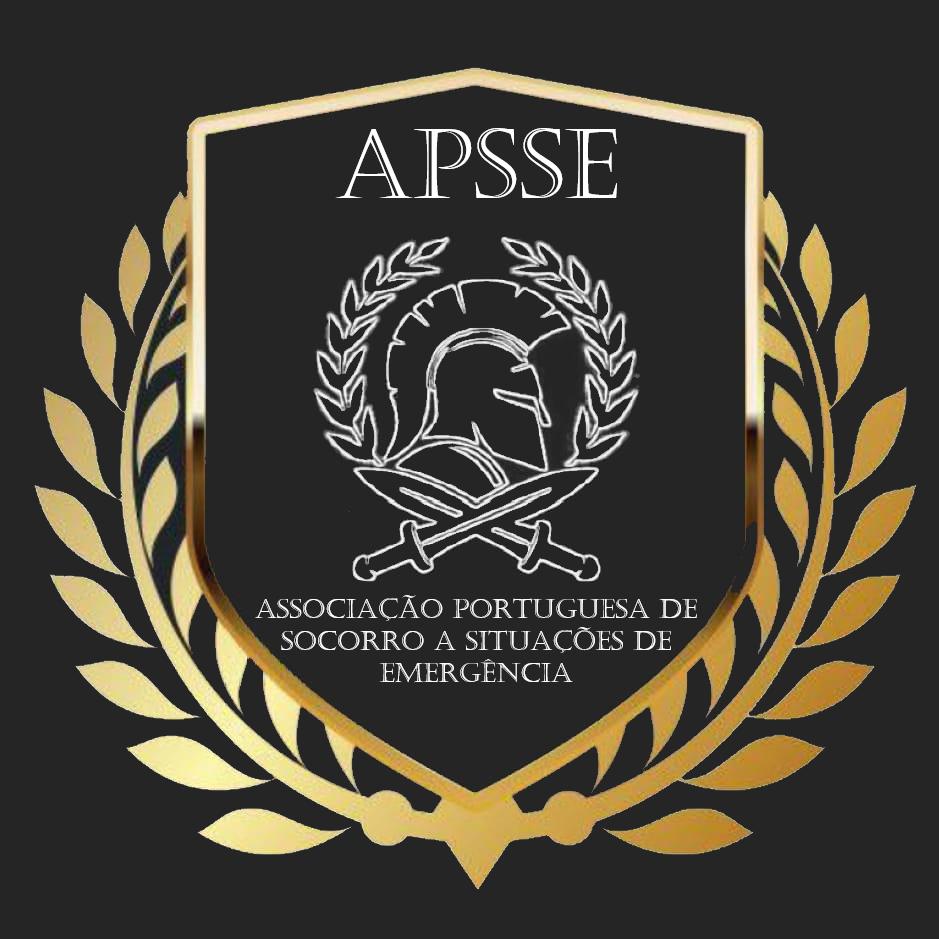 APSSE
ASSOCIAÇÃO PORTUGUESA DE
SOCORRO A SITUAÇÕES DE
EMERGÊNCIA